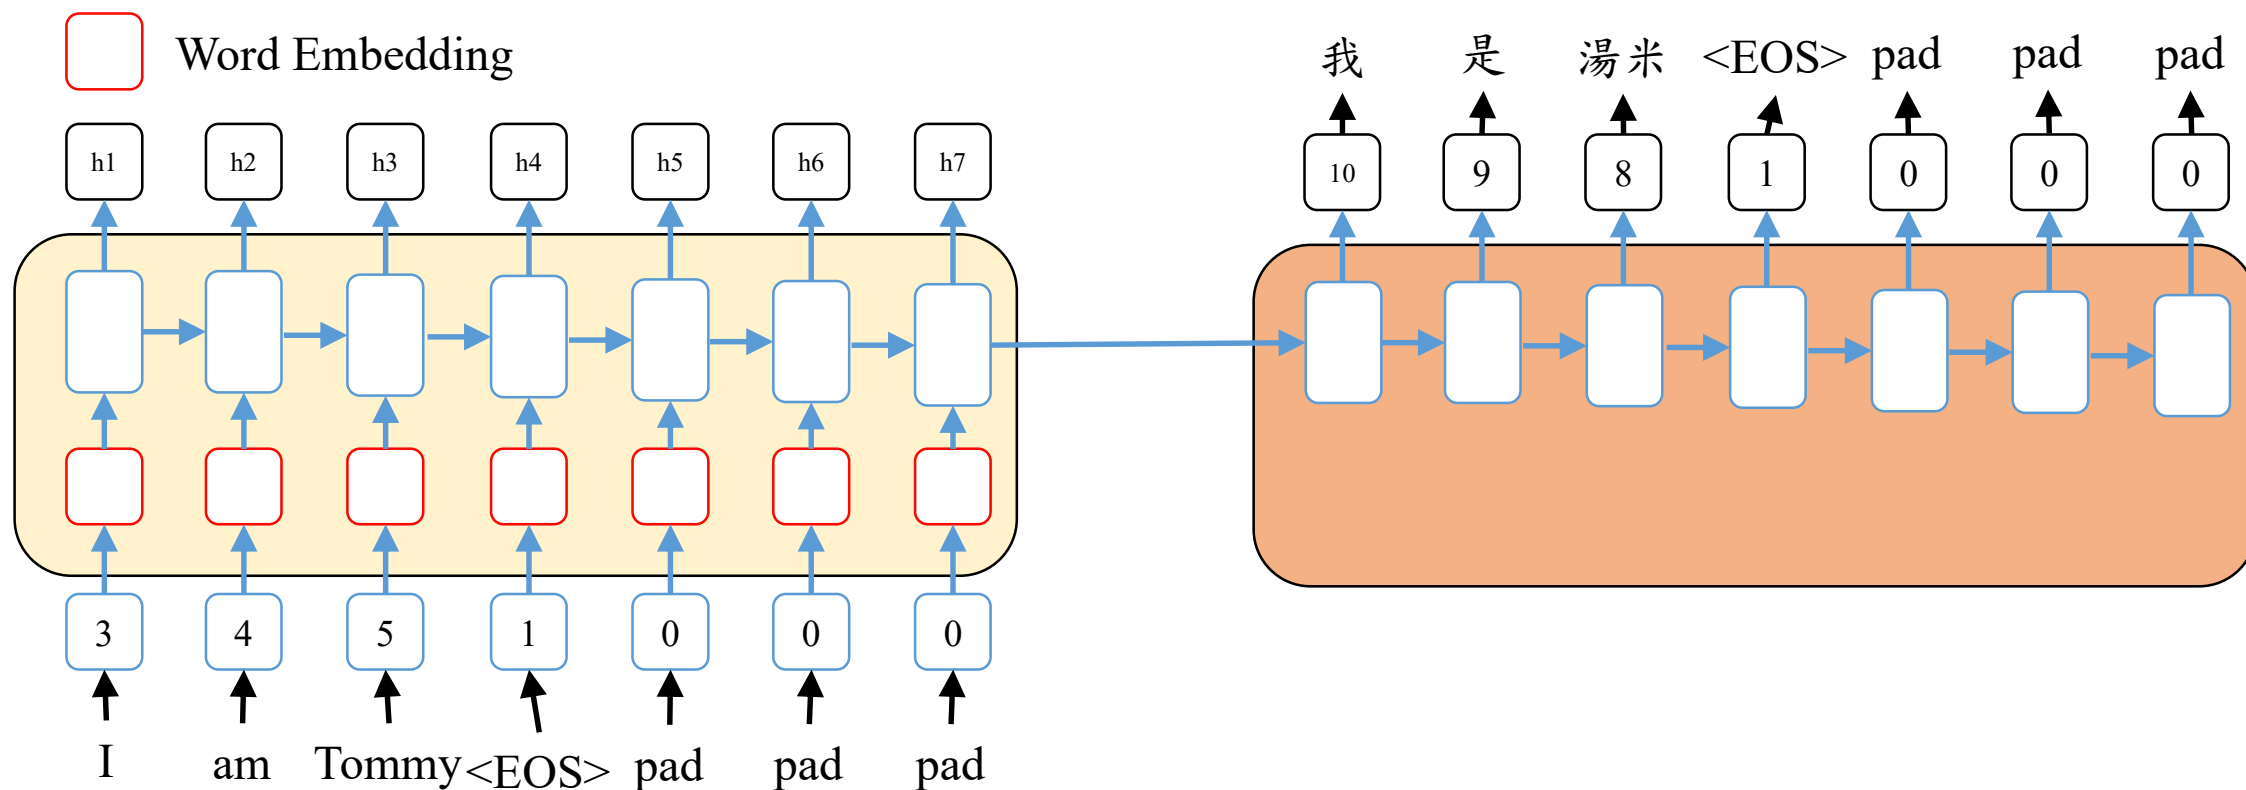 Word Embedding
我 是 湯米 <EOS> pad pad pad
h1 h2 h3 h4 h5 h6 h7
10 9 8 1 0 0 0
3 4 5 1 0 0 0
I am Tommy <EOS> pad pad pad